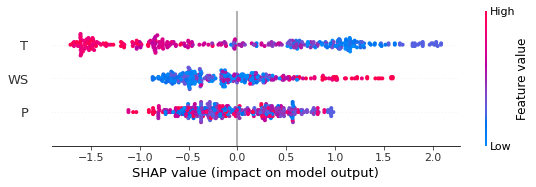 High
T
WS
P
Feature value
Low
−1.5 −1.0 −0.5 0.0 0.5 1.0 1.5 2.0
SHAP value (impact on model output)